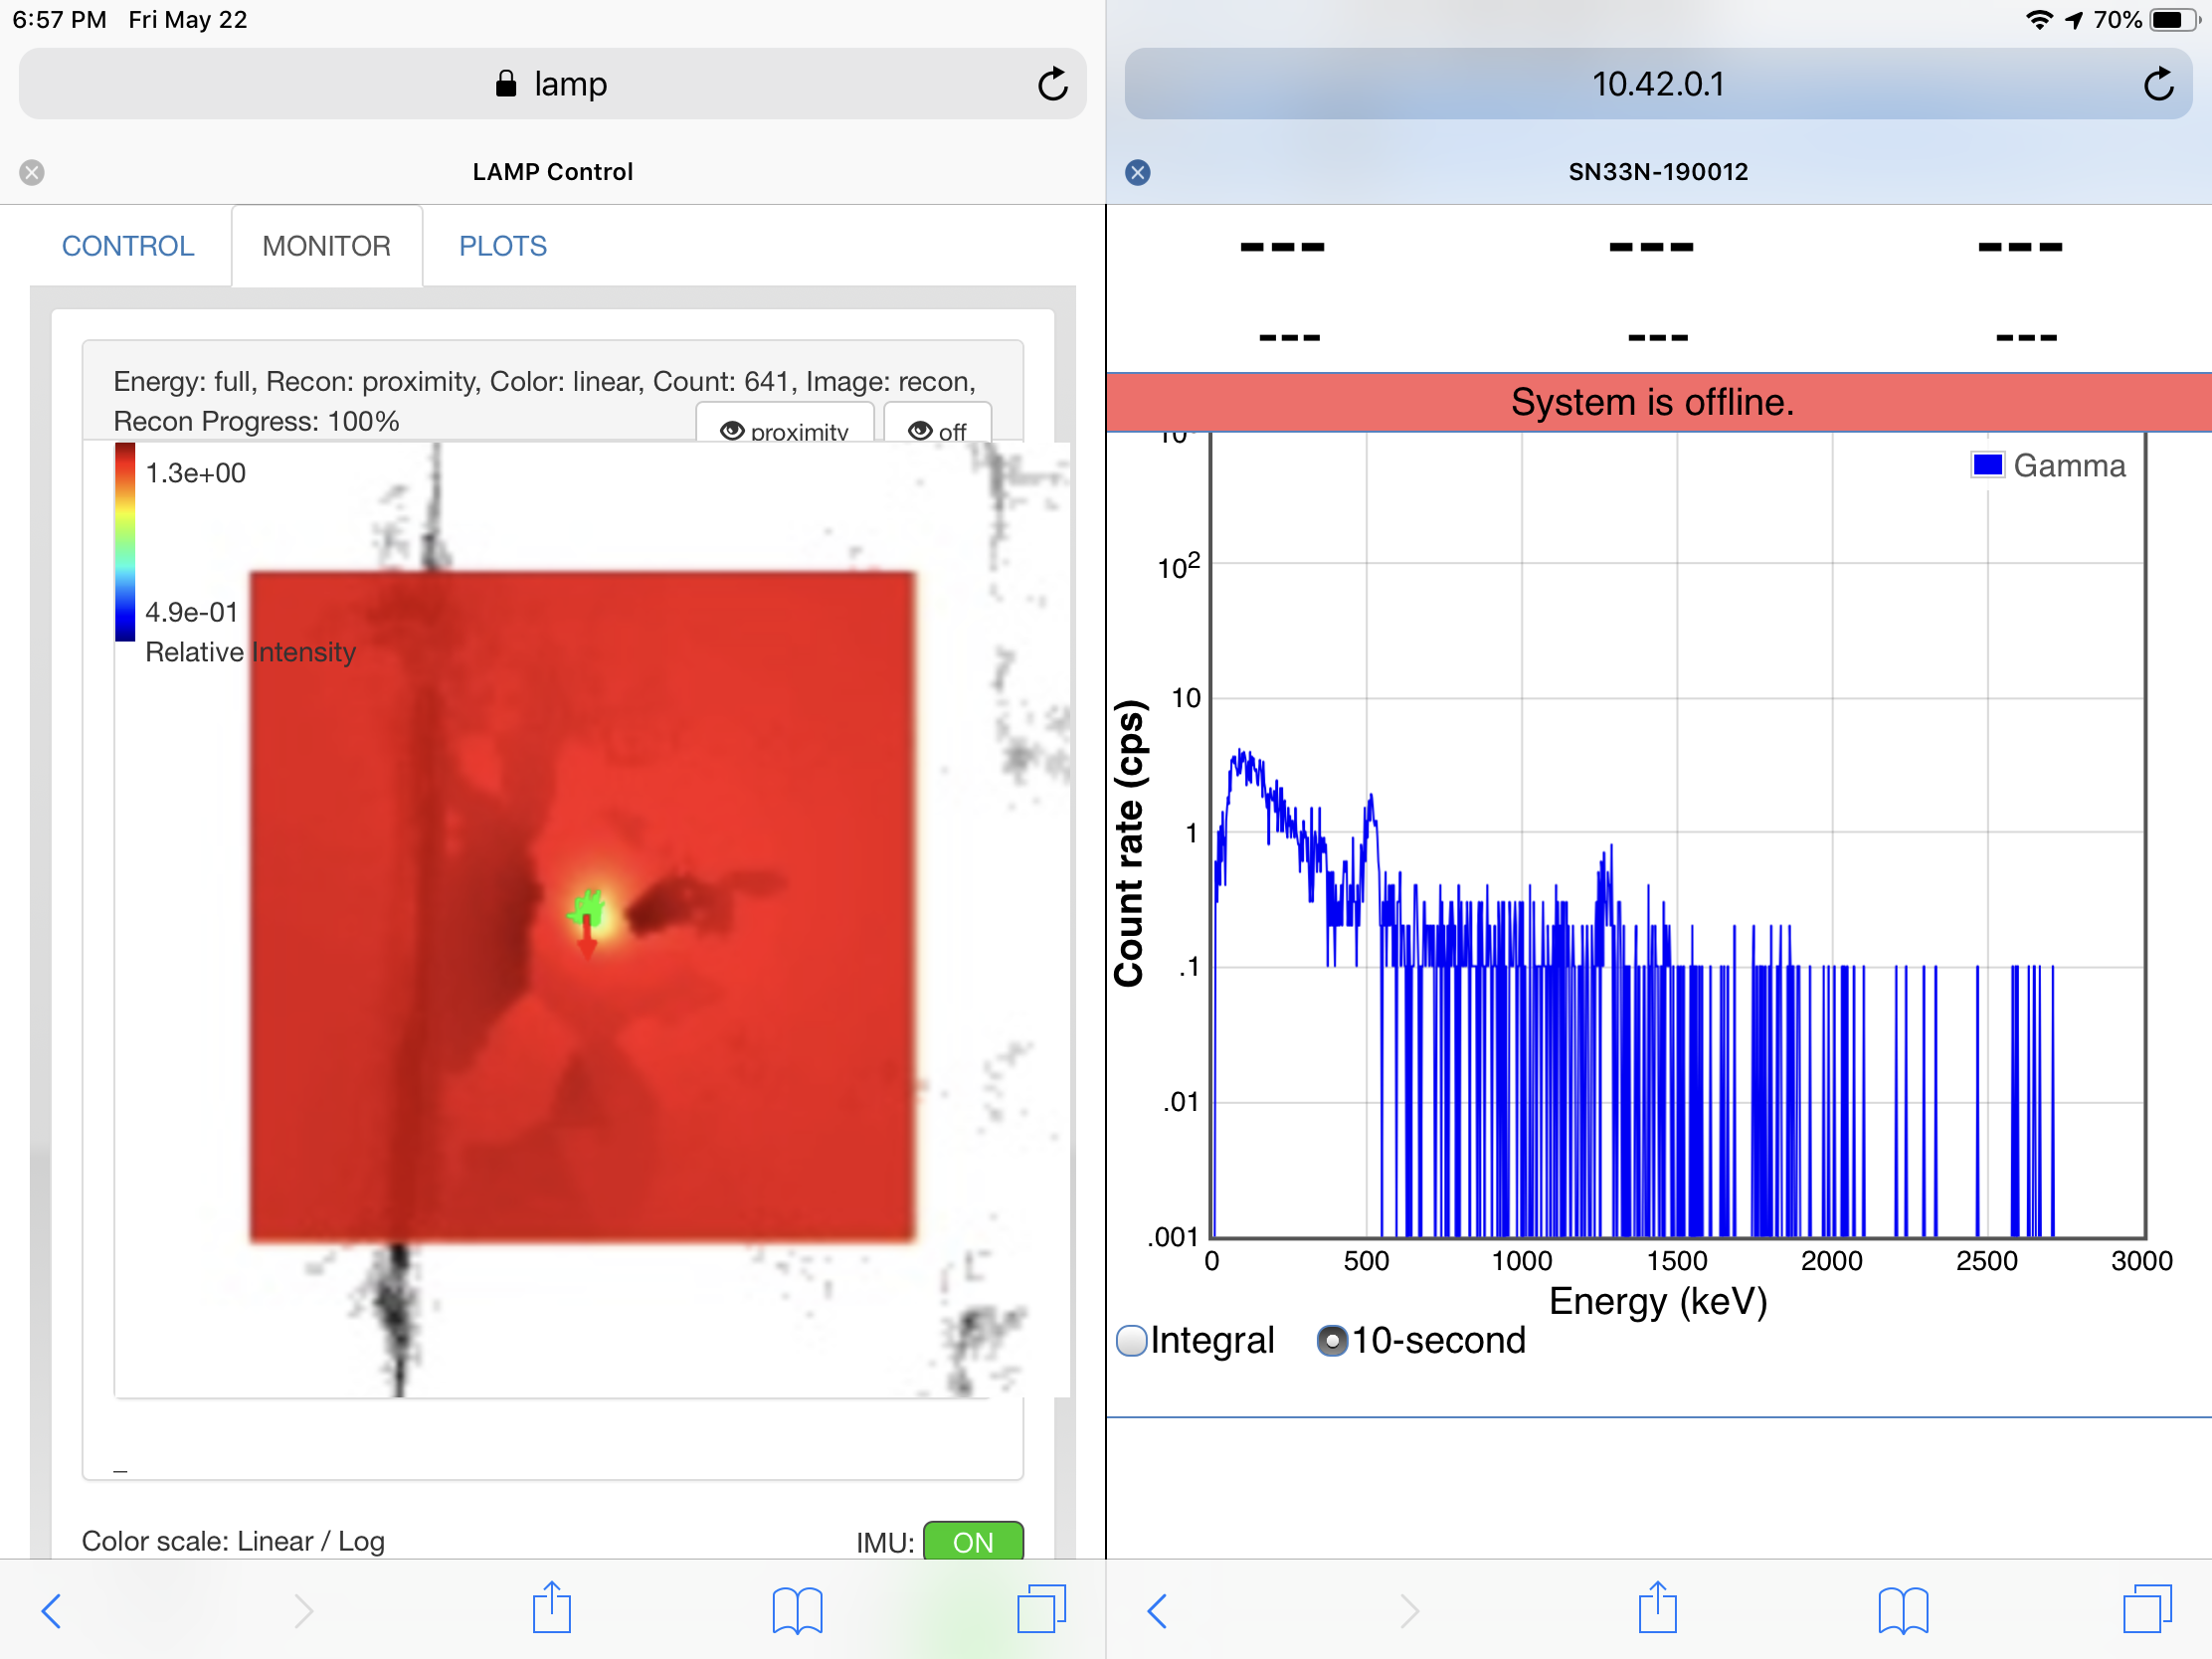 6:57 PM Fri May 22
lamp
LAMP Control
CONTROL MONITOR PLOTS
Energy: full, Recon: proximity, Color: linear, Count: 641, Image: recon,
Recon Progress: 100%
proximity off
1.3e+00
4.9e-01
Relative Intensity
_
Color scale: Linear / Log
IMU: ON
70%
10.42.0.1
SN33N-190012
--- --- ---
--- --- ---
System is offline.
Gamma
10²
10
1
.1
.01
.001
Count rate (cps)
0 500 1000 1500 2000 2500 3000
Energy (keV)
Integral 10-second